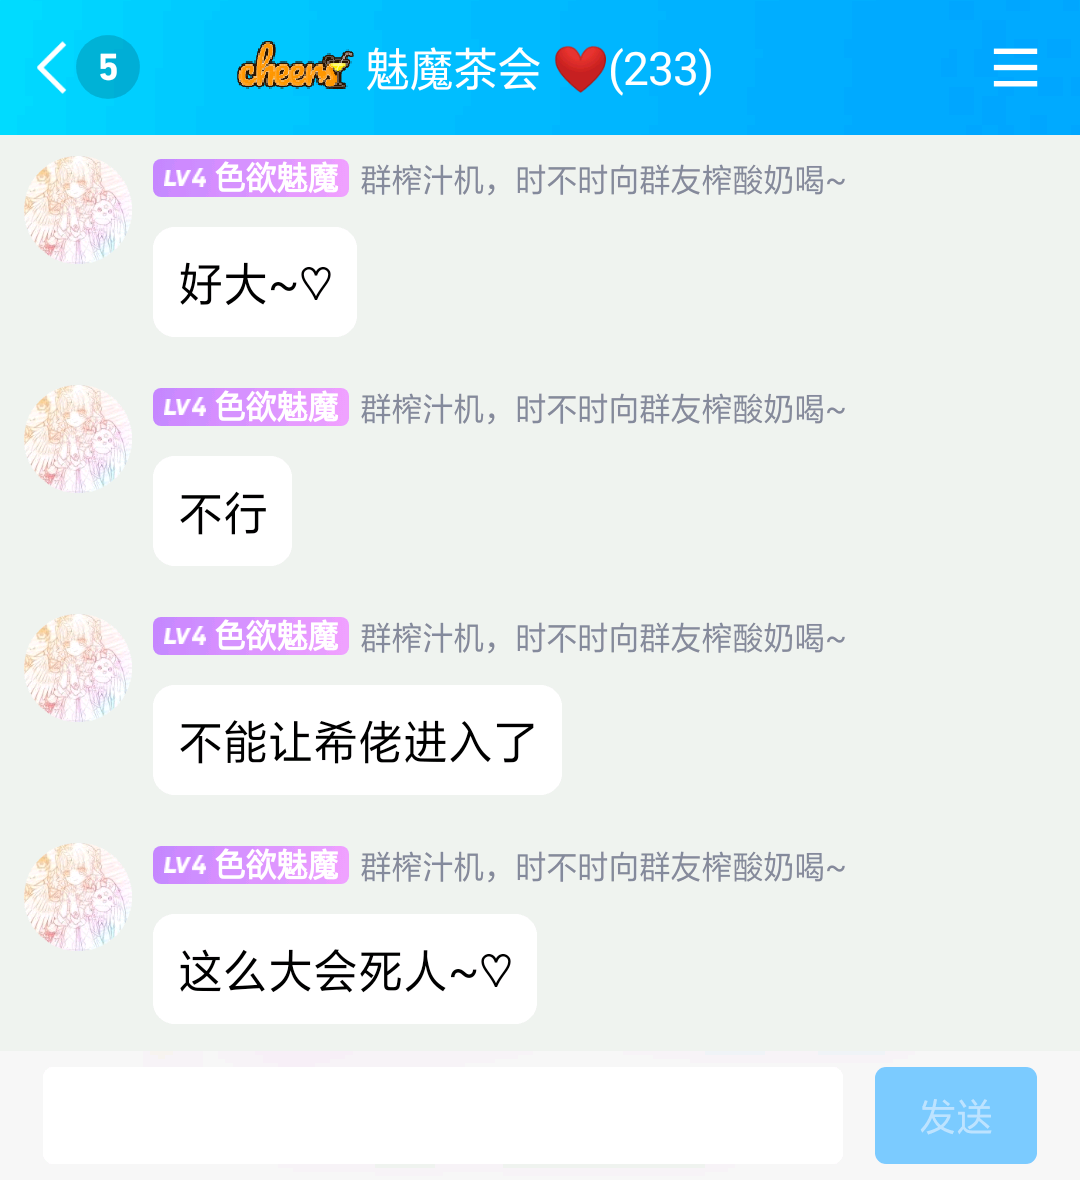 5
cheers 魅魔茶会 ❤️(233)
LV4 色欲魅魔 群榨汁机，时不时向群友榨酸奶喝~
好大~♡
LV4 色欲魅魔 群榨汁机，时不时向群友榨酸奶喝~
不行
LV4 色欲魅魔 群榨汁机，时不时向群友榨酸奶喝~
不能让希佬进入了
LV4 色欲魅魔 群榨汁机，时不时向群友榨酸奶喝~
这么大会死人~♡
发送